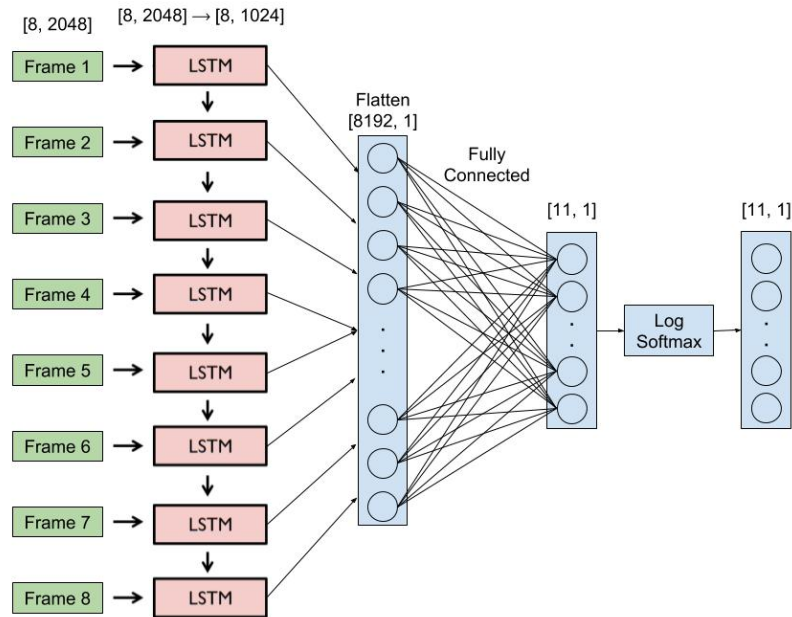 [8, 2048]
[8, 2048] → [8, 1024]
Frame 1
LSTM
Frame 2
LSTM
Frame 3
LSTM
Frame 4
LSTM
Frame 5
LSTM
Frame 6
LSTM
Frame 7
LSTM
Frame 8
LSTM
Flatten
[8192, 1]
Fully
Connected
[11, 1]
Log
Softmax
[11, 1]